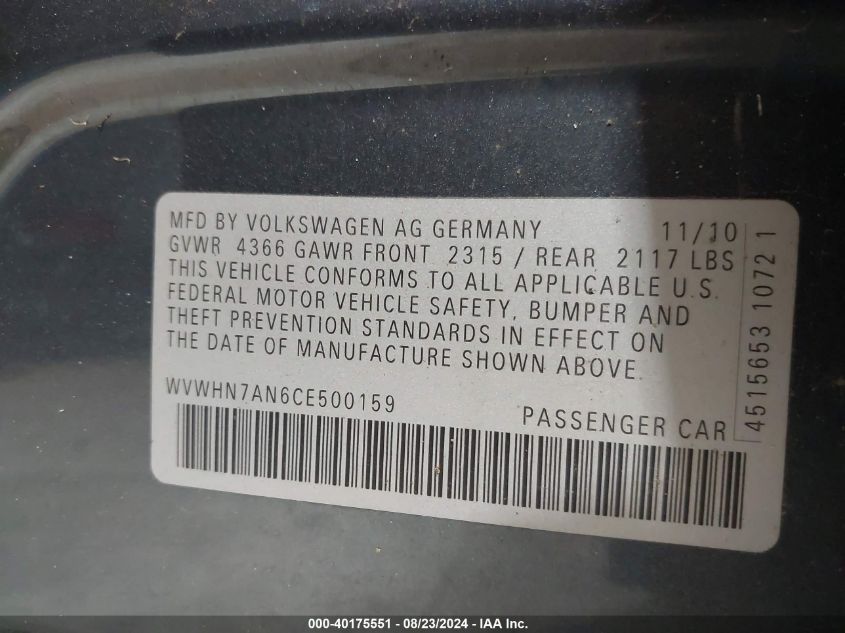 MFD BY VOLKSWAGEN AG GERMANY 11/10
GVWR 4366 GAWR FRONT 2315 / REAR 2117 LBS
THIS VEHICLE CONFORMS TO ALL APPLICABLE U.S.
FEDERAL MOTOR VEHICLE SAFETY, BUMPER AND
THEFT PREVENTION STANDARDS IN EFFECT ON
THE DATE OF MANUFACTURE SHOWN ABOVE.
WVWHN7AN6CE500159
PASSENGER CAR
4515653 1072 1
000-40175551 - 08/23/2024 - IAA Inc.